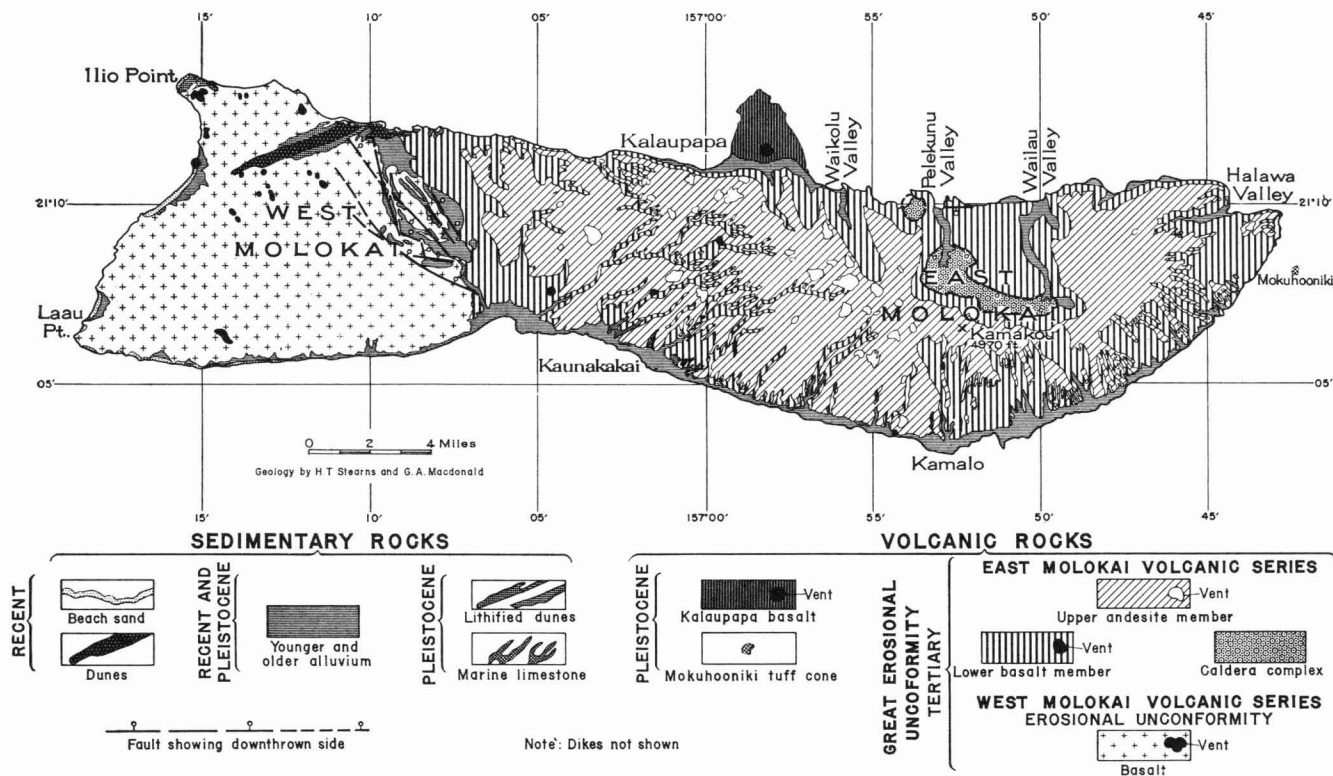 15'
10'
05'
157°00'
55'
50'
45'
Ilio Point
Kalaupapa
Waikolu
Valley
Pelekunu
Valley
Wailau
Valley
Halawa
Valley
21°10'
21°10'
WEST
MOLOKAI
EAST
MOLOKAI
Mokuhooniki
Laau
Pt.
Kamakou
4970 ft.
Kaunakakai
05'
05'
Kamalo
0 2 4 Miles
Geology by H T Stearns and G. A. Macdonald
15'
10'
05'
157°00'
55'
50'
45'
SEDIMENTARY ROCKS
RECENT
Beach sand
Dunes
RECENT AND
PLEISTOCENE
Younger and
older alluvium
PLEISTOCENE
Lithified dunes
Marine limestone
Fault showing downthrown side
Note: Dikes not shown
VOLCANIC ROCKS
PLEISTOCENE
Vent
Kalaupapa basalt
Mokuhooniki tuff cone
GREAT EROSIONAL
UNCOFORMITY
TERTIARY
EAST MOLOKAI VOLCANIC SERIES
Vent
Upper andesite member
Vent
Lower basalt member
Caldera complex
WEST MOLOKAI VOLCANIC SERIES
EROSIONAL UNCONFORMITY
Vent
Basalt